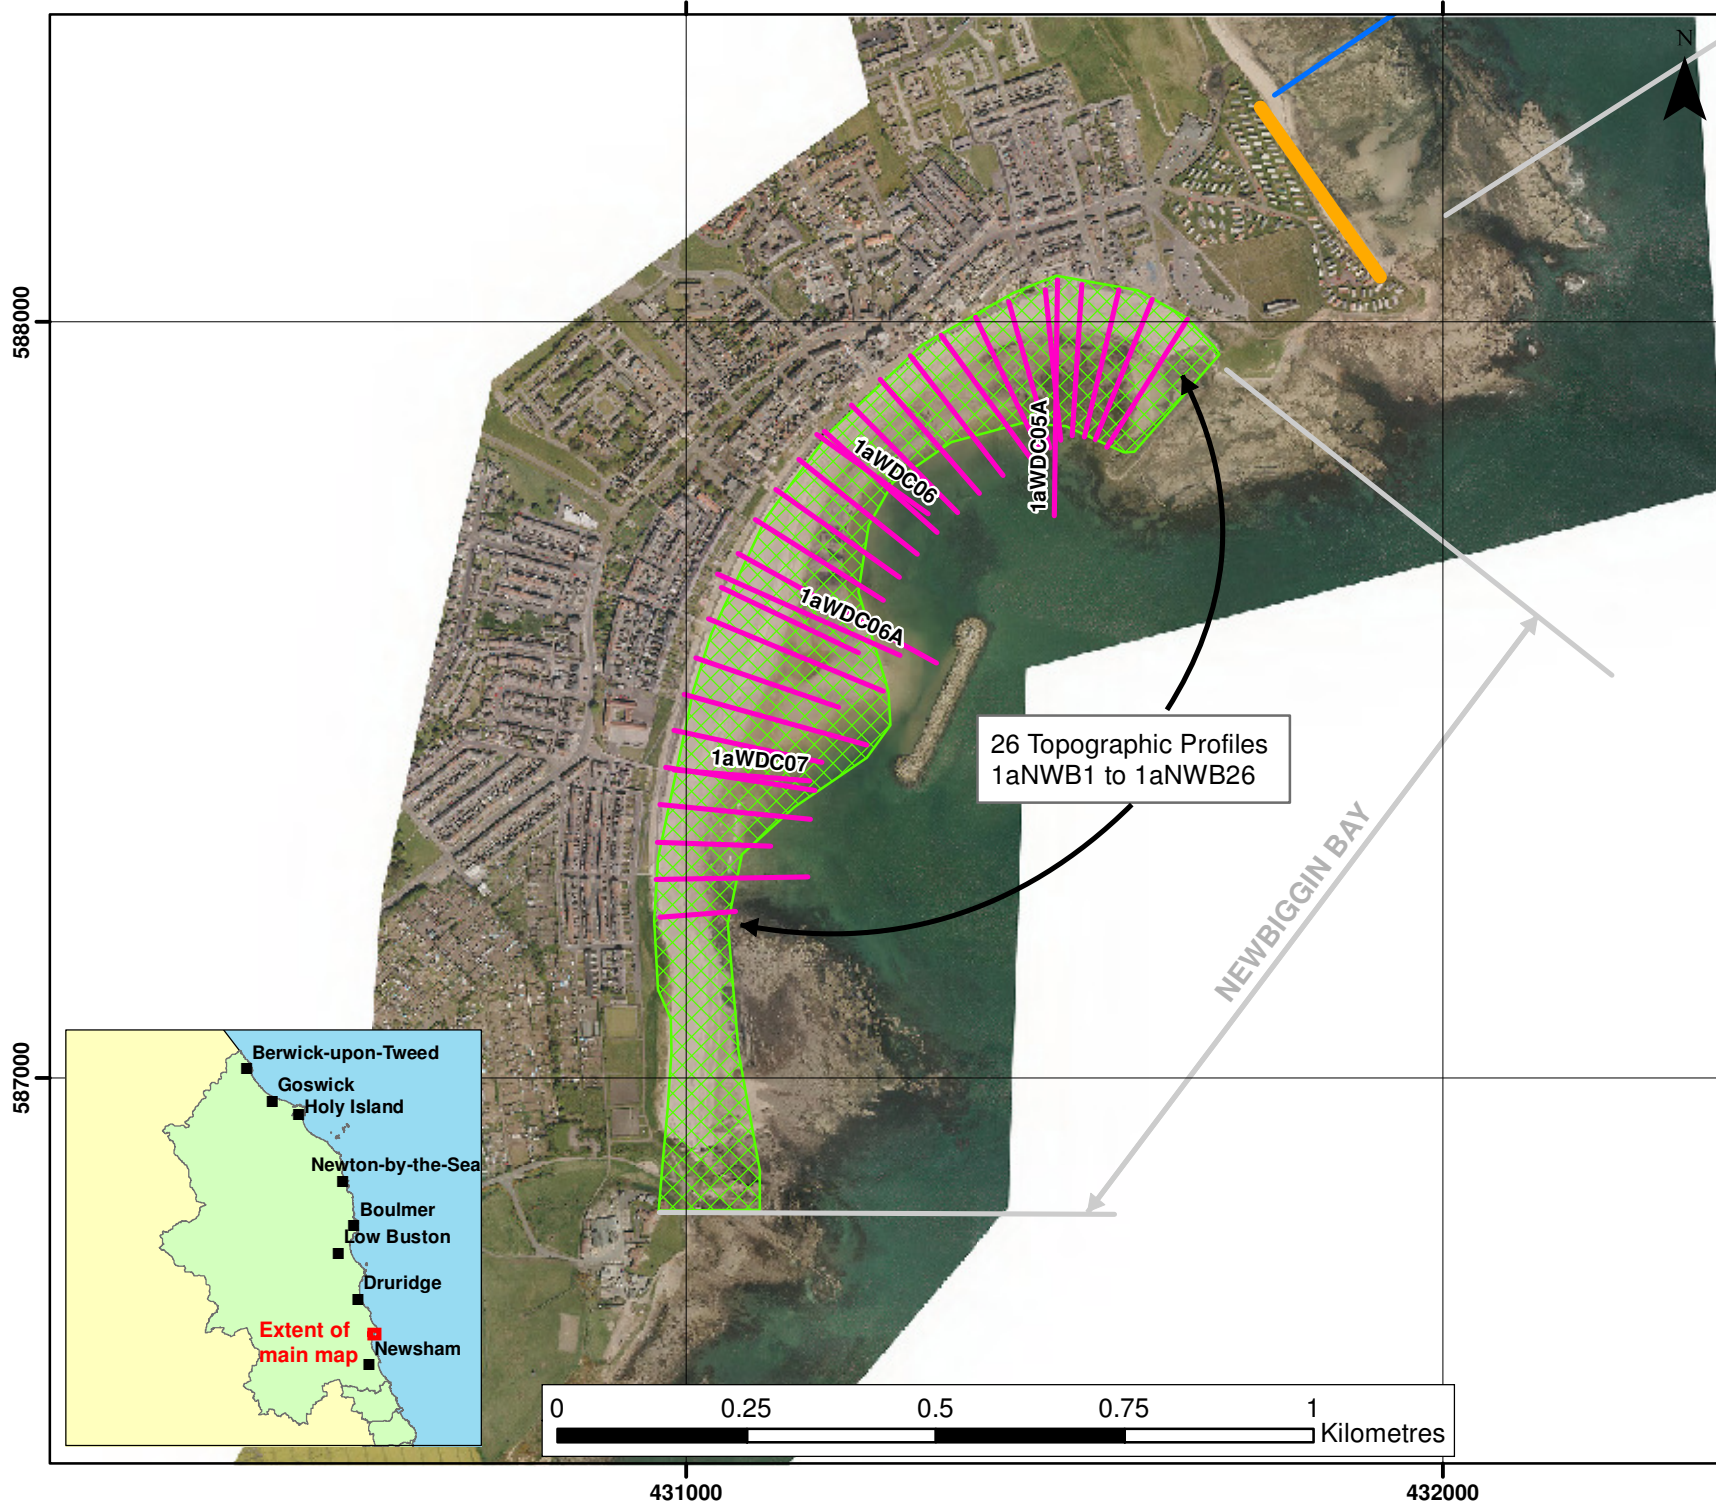 N
588000
587000
431000
432000
1aWDC05A
1aWDC06
1aWDC06A
1aWDC07
26 Topographic Profiles
1aNWB1 to 1aNWB26
NEWBIGGIN BAY
Berwick-upon-Tweed
Goswick
Holy Island
Newton-by-the-Sea
Boulmer
Low Buston
Druridge
Extent of
main map
Newsham
0 0.25 0.5 0.75 1
Kilometres